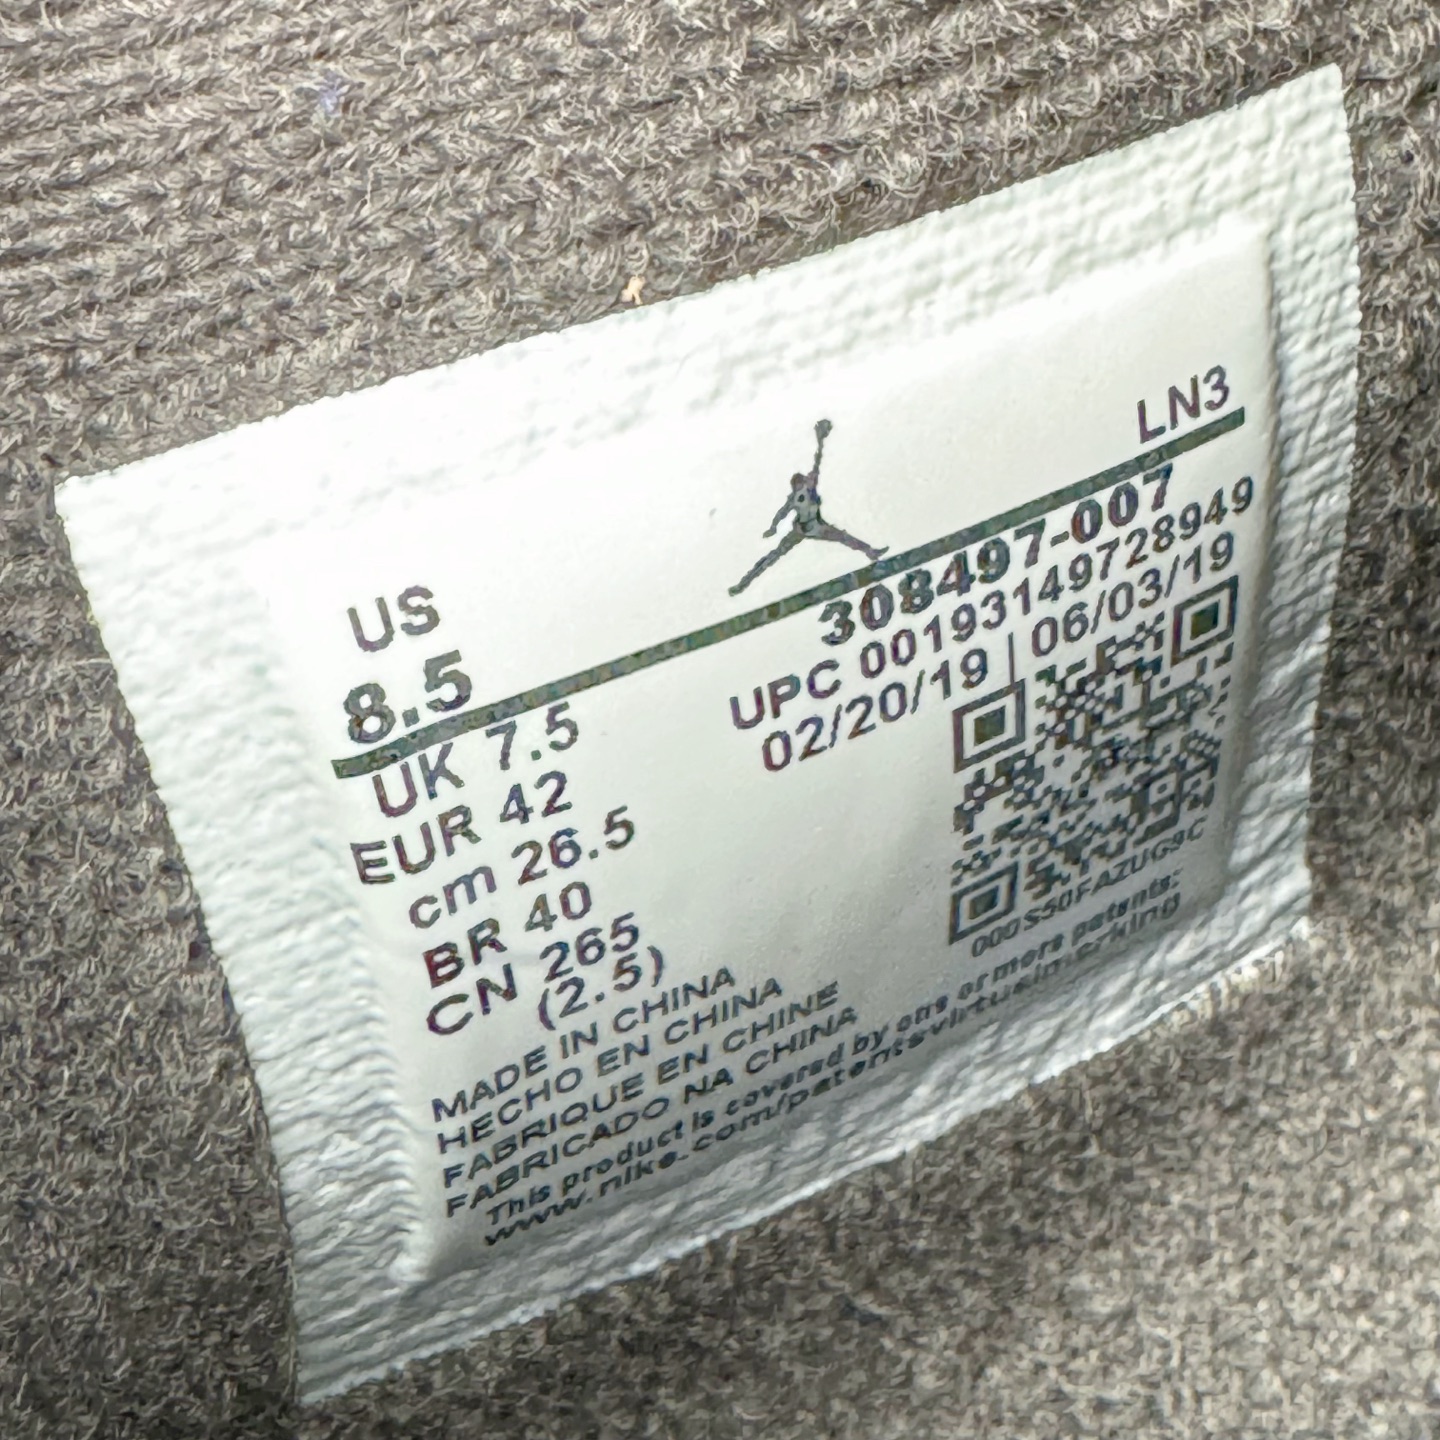 LN3
US
8.5
308497-007
UPC 00193149728949
02/20/19 | 06/03/19
UK 7.5
EUR 42
cm 26.5
BR 40
CN 265
(2.5)
000S50FAZUG9C
MADE IN CHINA
HECHO EN CHINA
FABRIQUE EN CHINE
FABRICADO NA CHINA
This product is covered by one or more patents:
www.nike.com/patentsvirtualmarking